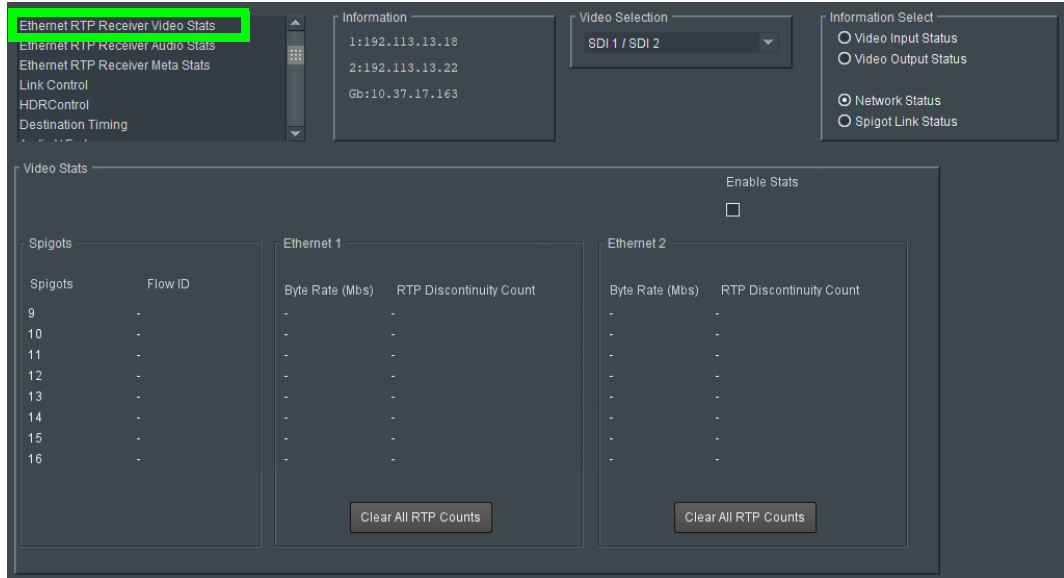 Ethernet RTP Receiver Video Stats
Ethernet RTP Receiver Audio Stats
Ethernet RTP Receiver Meta Stats
Link Control
HDRControl
Destination Timing
Information
1:192.113.13.18
2:192.113.13.22
Gb:10.37.17.163
Video Selection
SDI 1 / SDI 2
Information Select
Video Input Status
Video Output Status
Network Status
Spigot Link Status
Video Stats
Enable Stats
Spigots
Spigots Flow ID
9 -
10 -
11 -
12 -
13 -
14 -
15 -
16 -
Ethernet 1
Byte Rate (Mbs) RTP Discontinuity Count
- -
- -
- -
- -
- -
- -
- -
- -
Clear All RTP Counts
Ethernet 2
Byte Rate (Mbs) RTP Discontinuity Count
- -
- -
- -
- -
- -
- -
- -
- -
Clear All RTP Counts